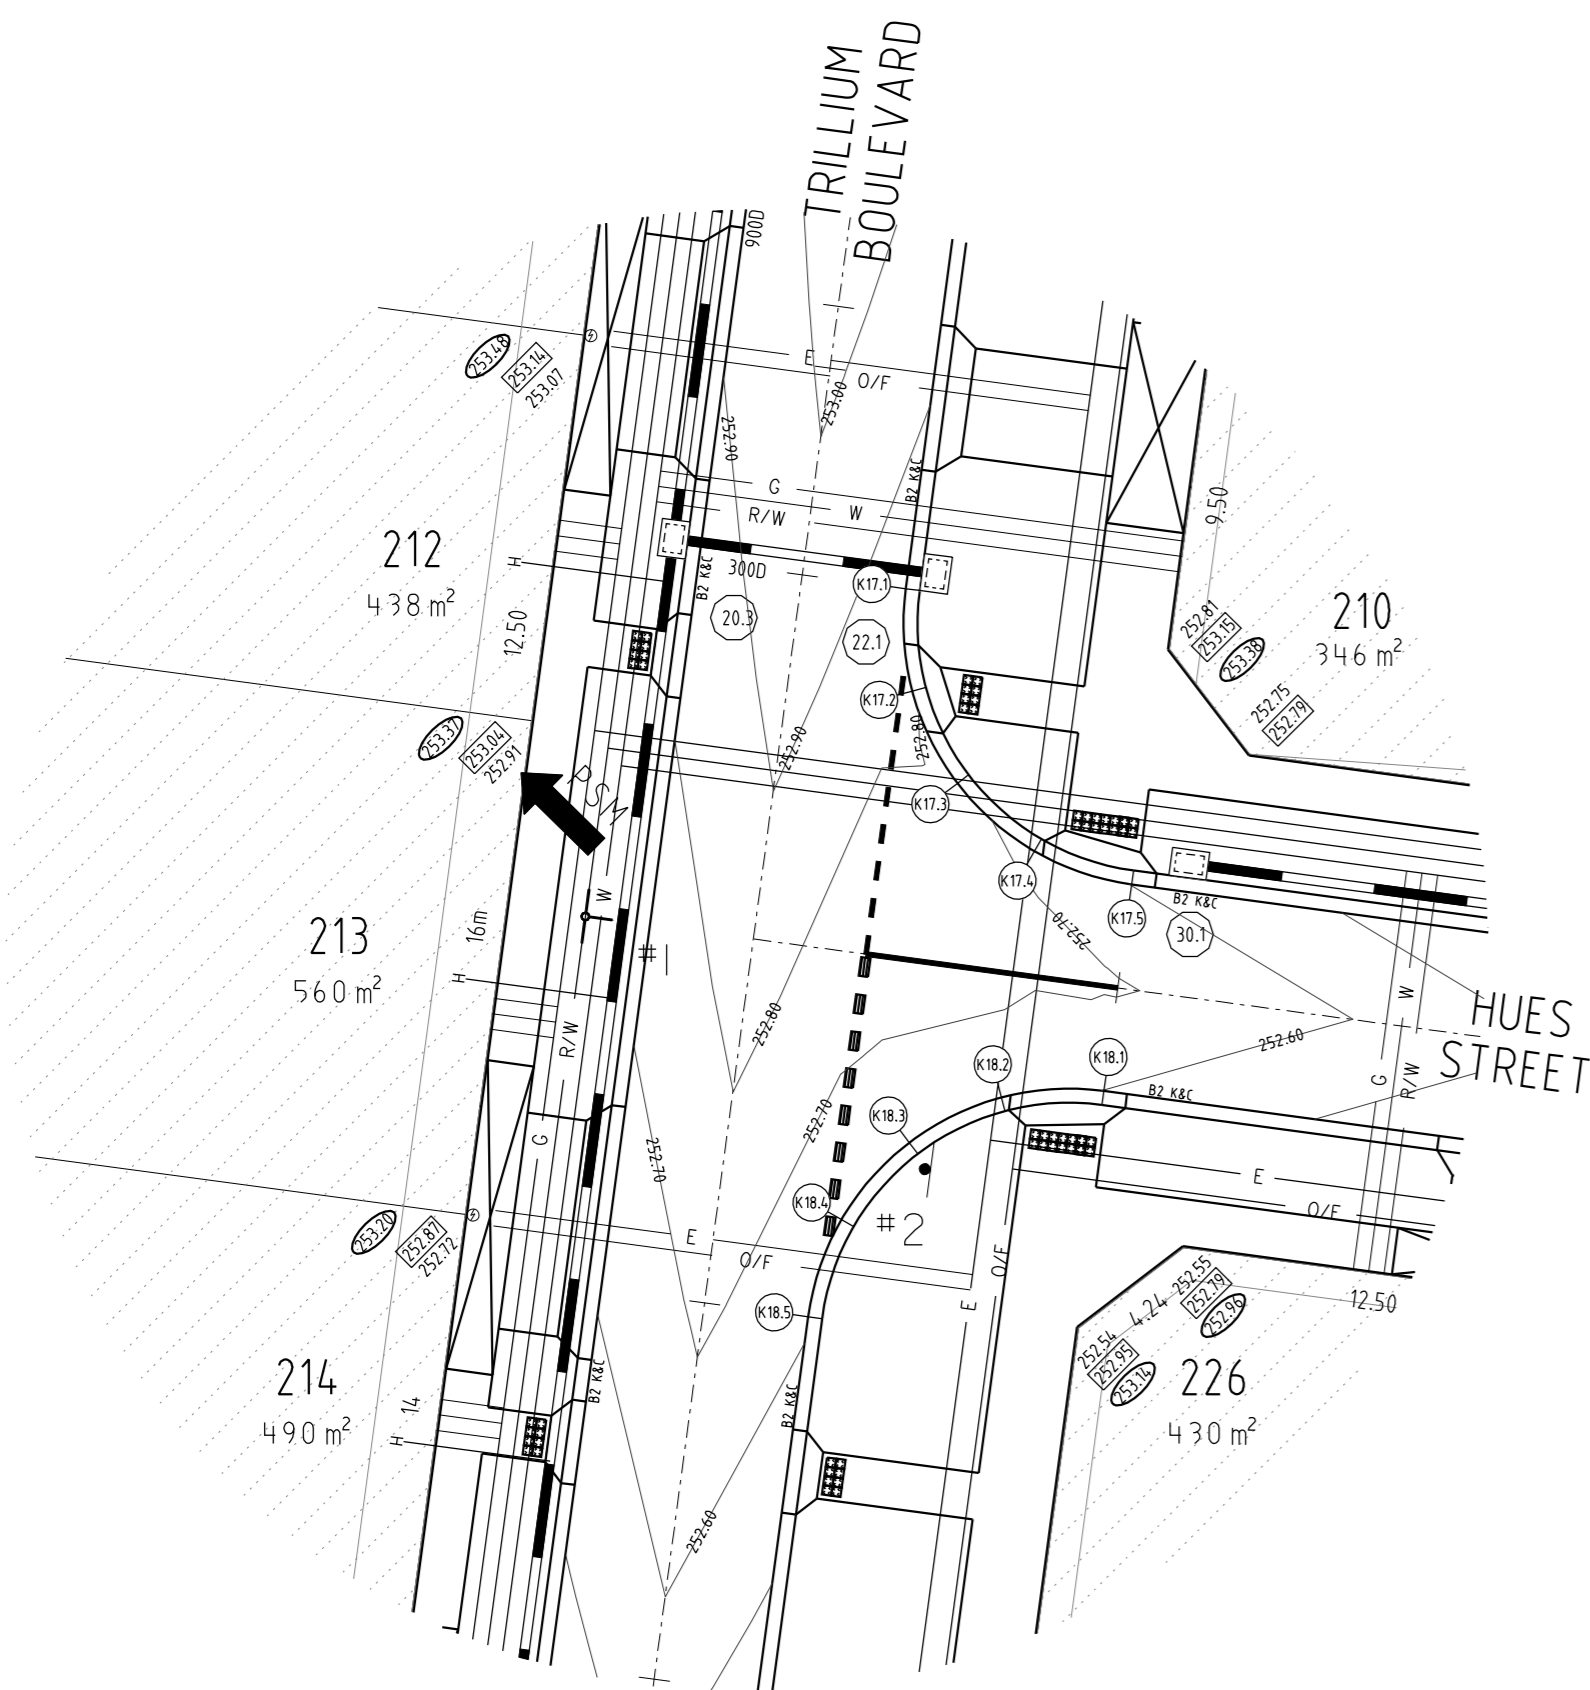 TRILLIUM
BOULEVARD
900D
253.48
253.14
253.07
E
O/F
253.00
252.90
B2 K&C
9.50
G
R/W
W
212
438 m²
H
12.50
300D
B2 K&C
K17.1
20.3
22.1
210
346 m²
252.81
253.15
253.38
252.75
252.79
K17.2
252.80
252.90
253.37
253.04
252.91
PSM
K17.3
K17.4
K17.5
B2 K&C
30.1
252.70
213
560 m²
16m
H
W
#1
R/W
G
252.80
W
HUES
STREET
252.60
G
R/W
K18.2
K18.1
B2 K&C
K18.3
252.70
252.70
K18.4
#2
E
O/F
253.20
252.87
252.72
E
O/F
O/F
E
K18.5
252.55
252.79
252.96
4.24
12.50
252.54
252.95
253.14
226
430 m²
214
490 m²
14
H
B2 K&C
B2 K&C
252.60